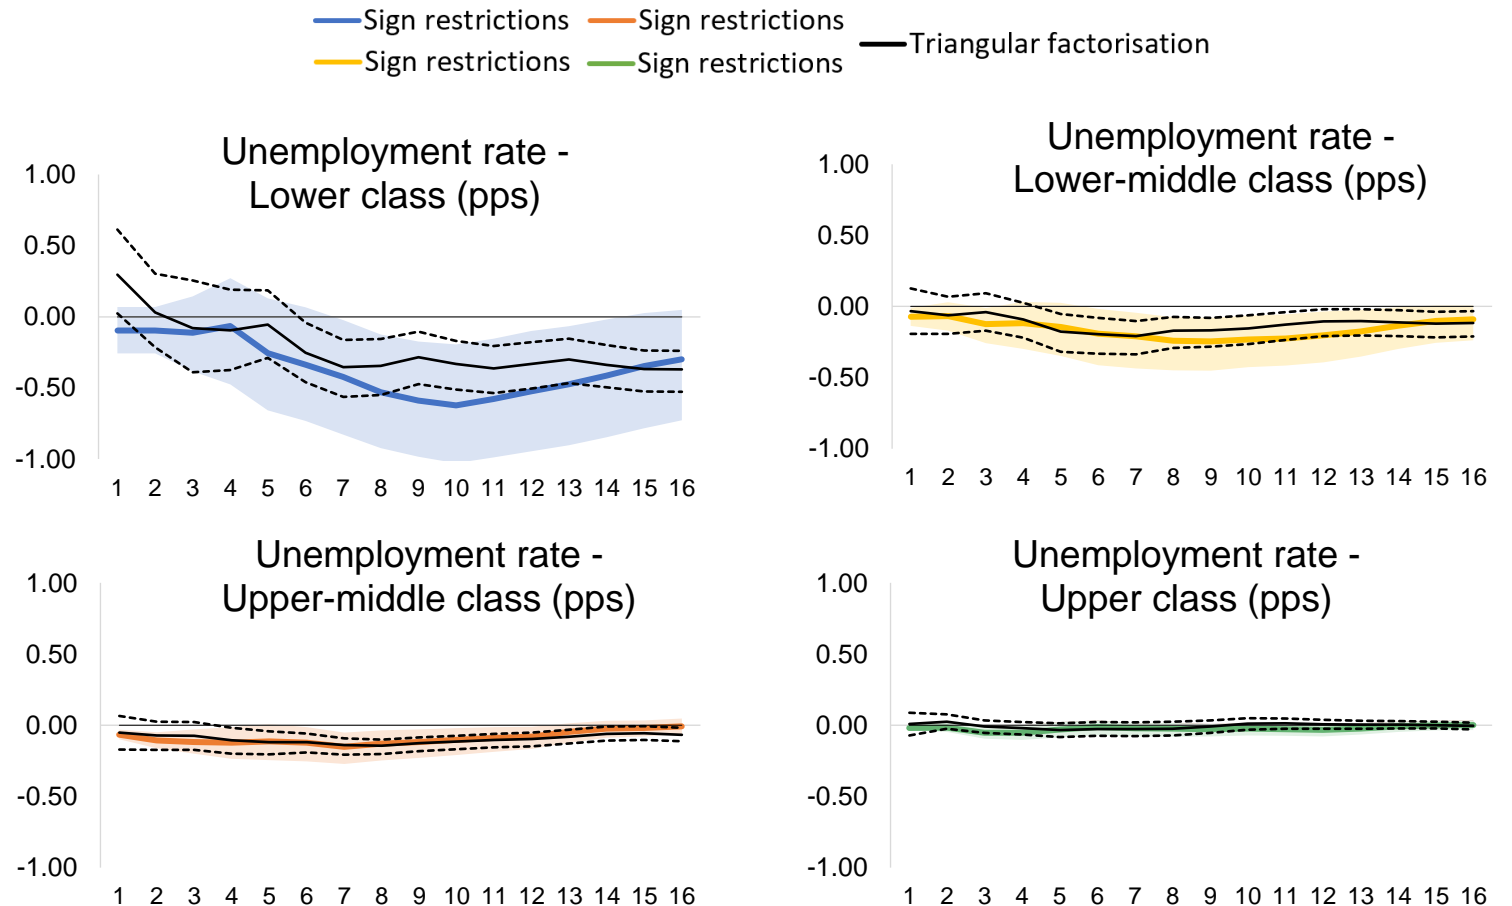 Sign restrictions Sign restrictions
Triangular factorisation
Sign restrictions Sign restrictions
Unemployment rate -
Lower class (pps)
1.00
0.50
0.00
-0.50
-1.00
1 2 3 4 5 6 7 8 9 10 11 12 13 14 15 16
Unemployment rate -
Lower-middle class (pps)
1.00
0.50
0.00
-0.50
-1.00
1 2 3 4 5 6 7 8 9 10 11 12 13 14 15 16
Unemployment rate -
Upper-middle class (pps)
1.00
0.50
0.00
-0.50
-1.00
1 2 3 4 5 6 7 8 9 10 11 12 13 14 15 16
Unemployment rate -
Upper class (pps)
1.00
0.50
0.00
-0.50
-1.00
1 2 3 4 5 6 7 8 9 10 11 12 13 14 15 16